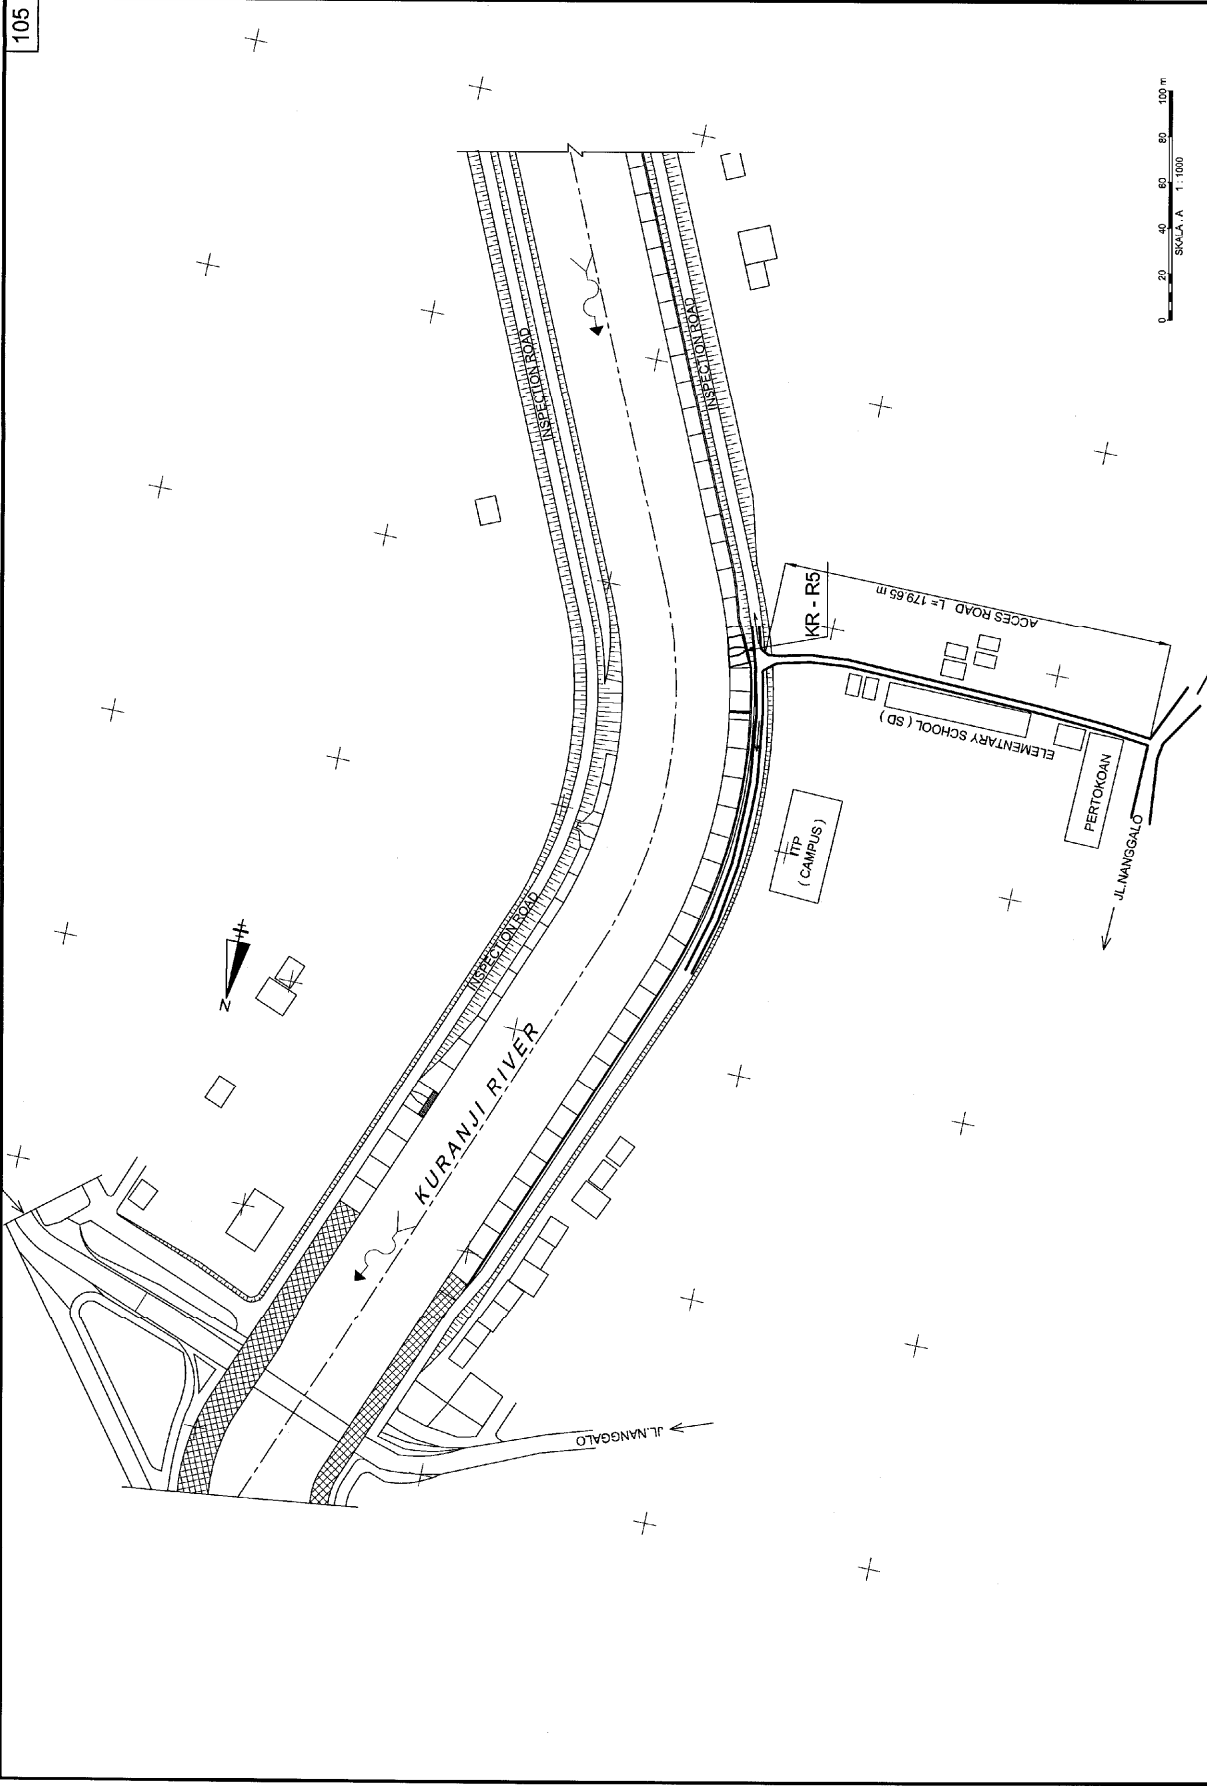 105
INSPECTION ROAD
INSPECTION ROAD
INSPECTION ROAD
KURANJI RIVER
N
KR - R5
ACCES ROAD L= 179.65 m
ELEMENTARY SCHOOL ( SD )
PERTOKOAN
ITP
( CAMPUS )
JL.NANGGALO
JL.NANGGALO
0 20 40 60 80 100 m
SKALA . A 1 : 1000